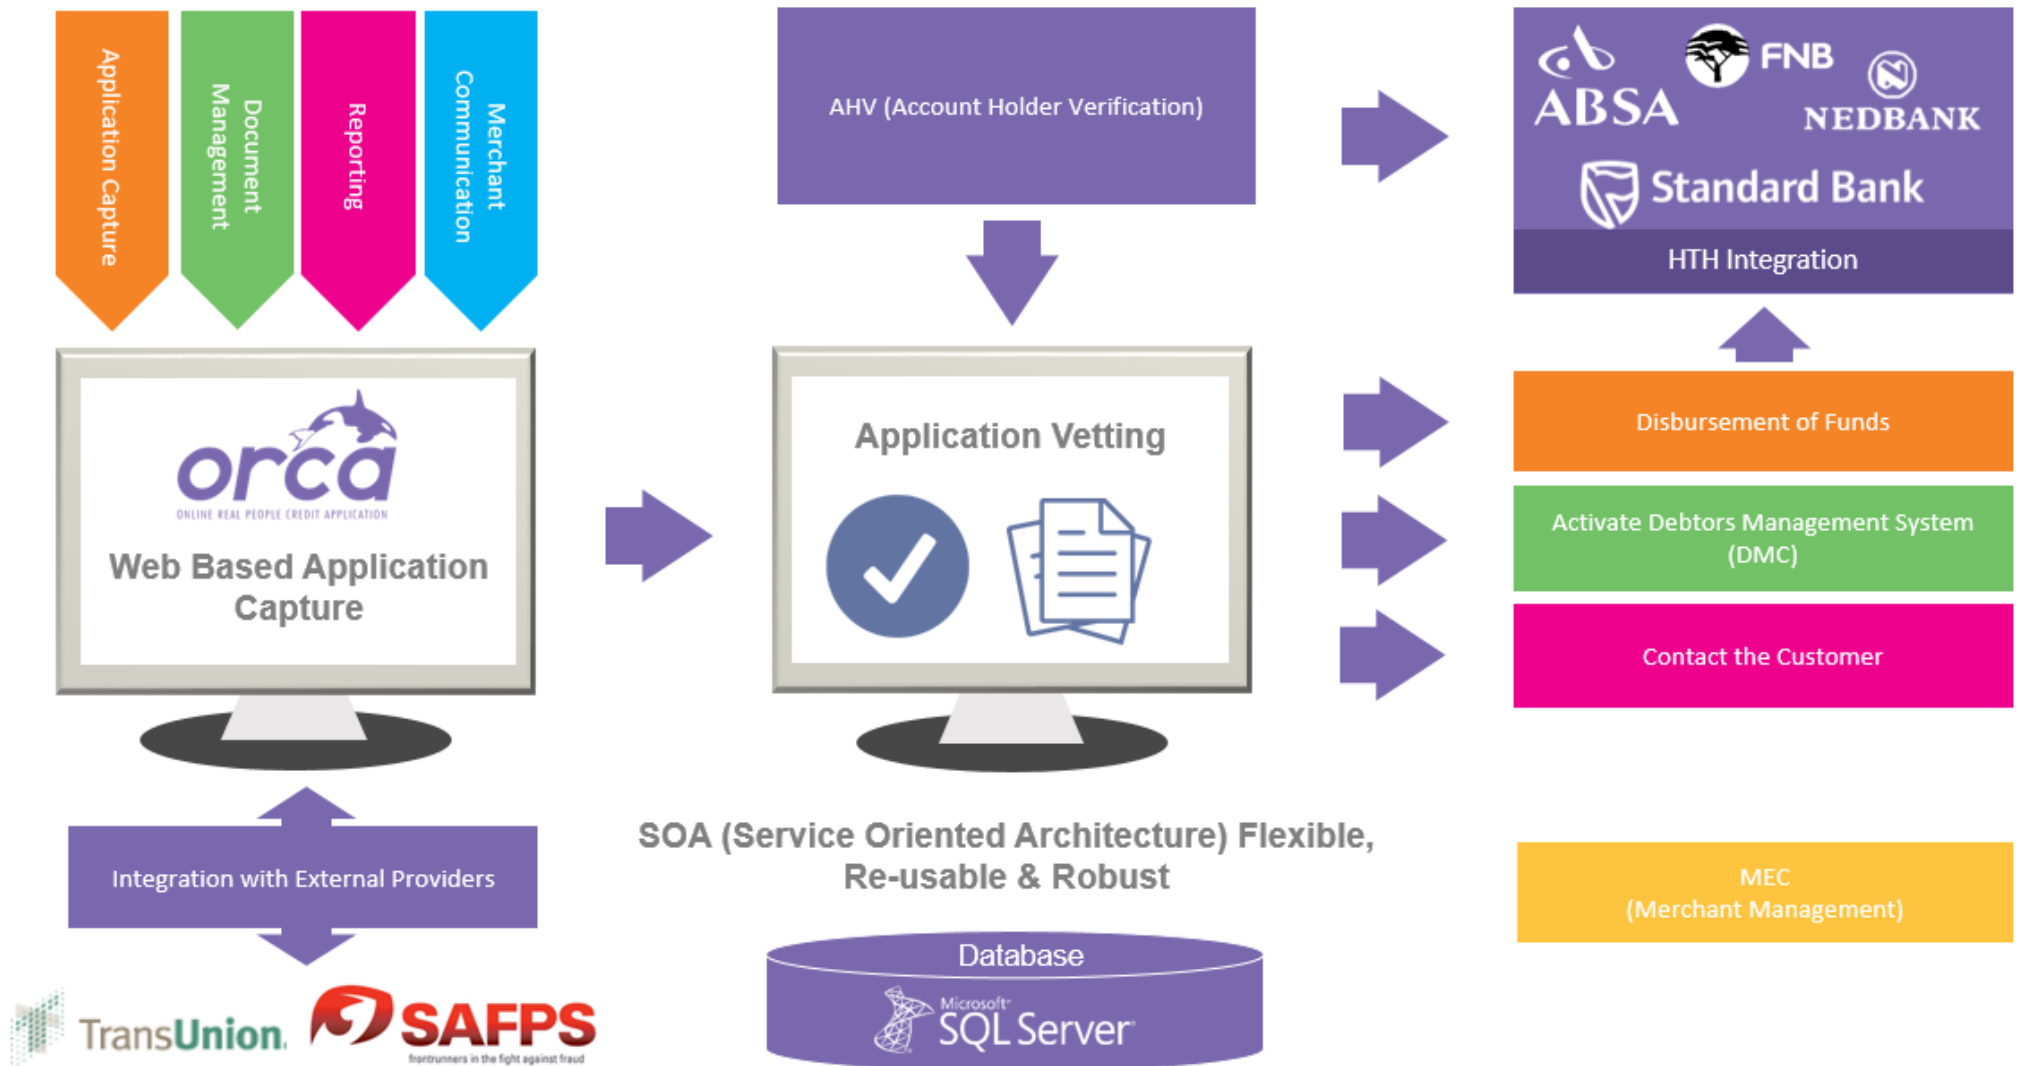 Application Capture
Document
Management
Reporting
Merchant
Communication
AHV (Account Holder Verification)
ABSA
FNB
NEDBANK
Standard Bank
HTH Integration
orca
ONLINE REAL PEOPLE CREDIT APPLICATION
Web Based Application
Capture
Application Vetting
Disbursement of Funds
Activate Debtors Management System
(DMC)
Contact the Customer
Integration with External Providers
TransUnion.
SAFPS
frontrunners in the fight against fraud
SOA (Service Oriented Architecture) Flexible,
Re-usable & Robust
Database
Microsoft
SQL Server
MEC
(Merchant Management)